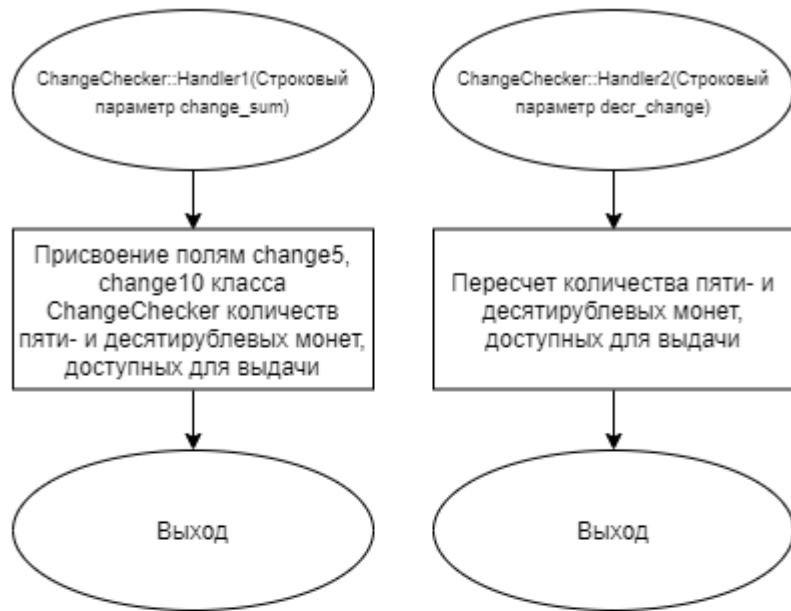 ChangeChecker::Handler1(Строковый
параметр change_sum)
Присвоение полям change5,
change10 класса
ChangeChecker количеств
пяти- и десятирублевых монет,
доступных для выдачи
Выход
ChangeChecker::Handler2(Строковый
параметр decr_change)
Пересчет количества пяти- и
десятирублевых монет,
доступных для выдачи
Выход